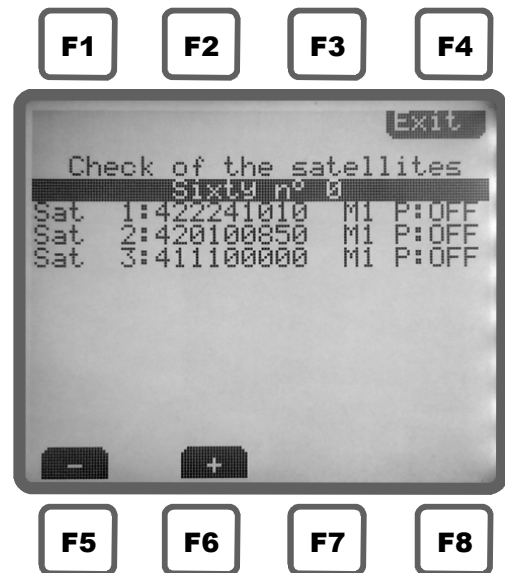 F1 F2 F3 F4
Exit
Check of the satellites
Sixty nº 0
Sat 1:422241010 M1 P:OFF
Sat 2:420100850 M1 P:OFF
Sat 3:411100000 M1 P:OFF
- +
F5 F6 F7 F8